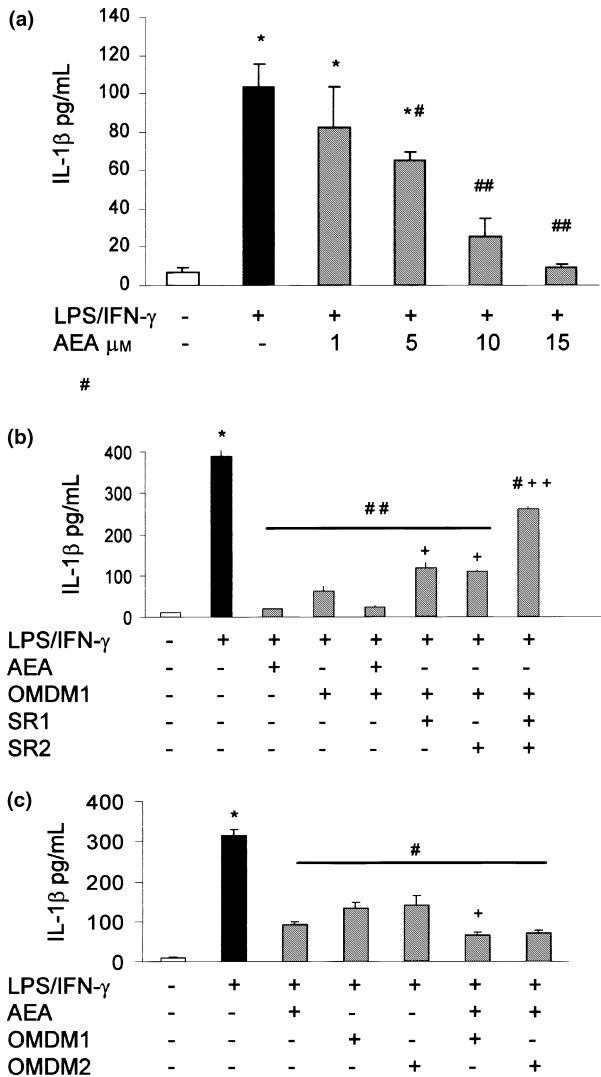 (a)
IL-1β pg/mL
140
120
100
80
60
40
20
0
* * *# ## ##
LPS/IFN-γ - + + + + +
AEA μM - - 1 5 10 15
#
(b)
IL-1β pg/mL
400
300
200
100
0
* ## + + #++
LPS/IFN-γ - + + + + + + +
AEA - - + - + - - -
OMDM1 - - - + + + + +
SR1 - - - - - + - +
SR2 - - - - - - + +
(c)
IL-1β pg/mL
400
300
200
100
0
* # +
LPS/IFN-γ - + + + + + +
AEA - - + - - + +
OMDM1 - - - + - + -
OMDM2 - - - - + - +